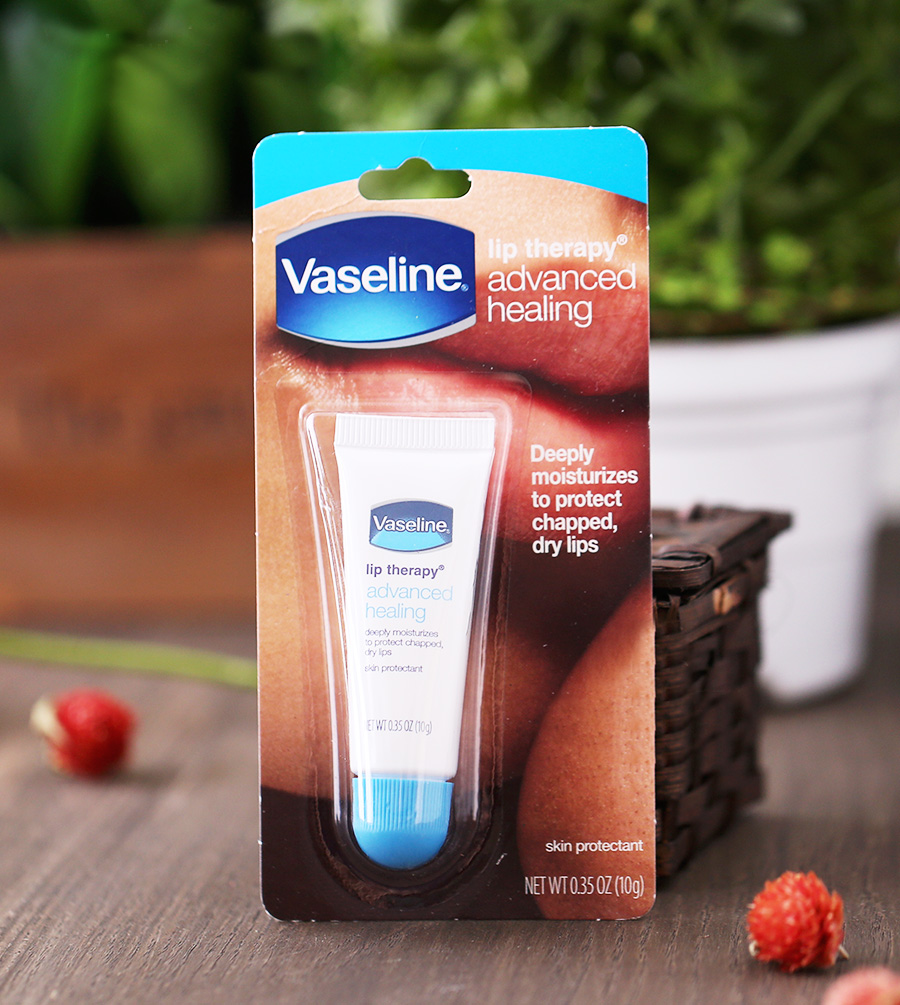 Vaseline®
lip therapy®
advanced
healing
Deeply
moisturizes
to protect
chapped,
dry lips
Vaseline®
lip therapy®
advanced
healing
deeply moisturizes
to protect chapped,
dry lips
skin protectant
NET WT 0.35 OZ (10g)
skin protectant
NET WT 0.35 OZ (10g)